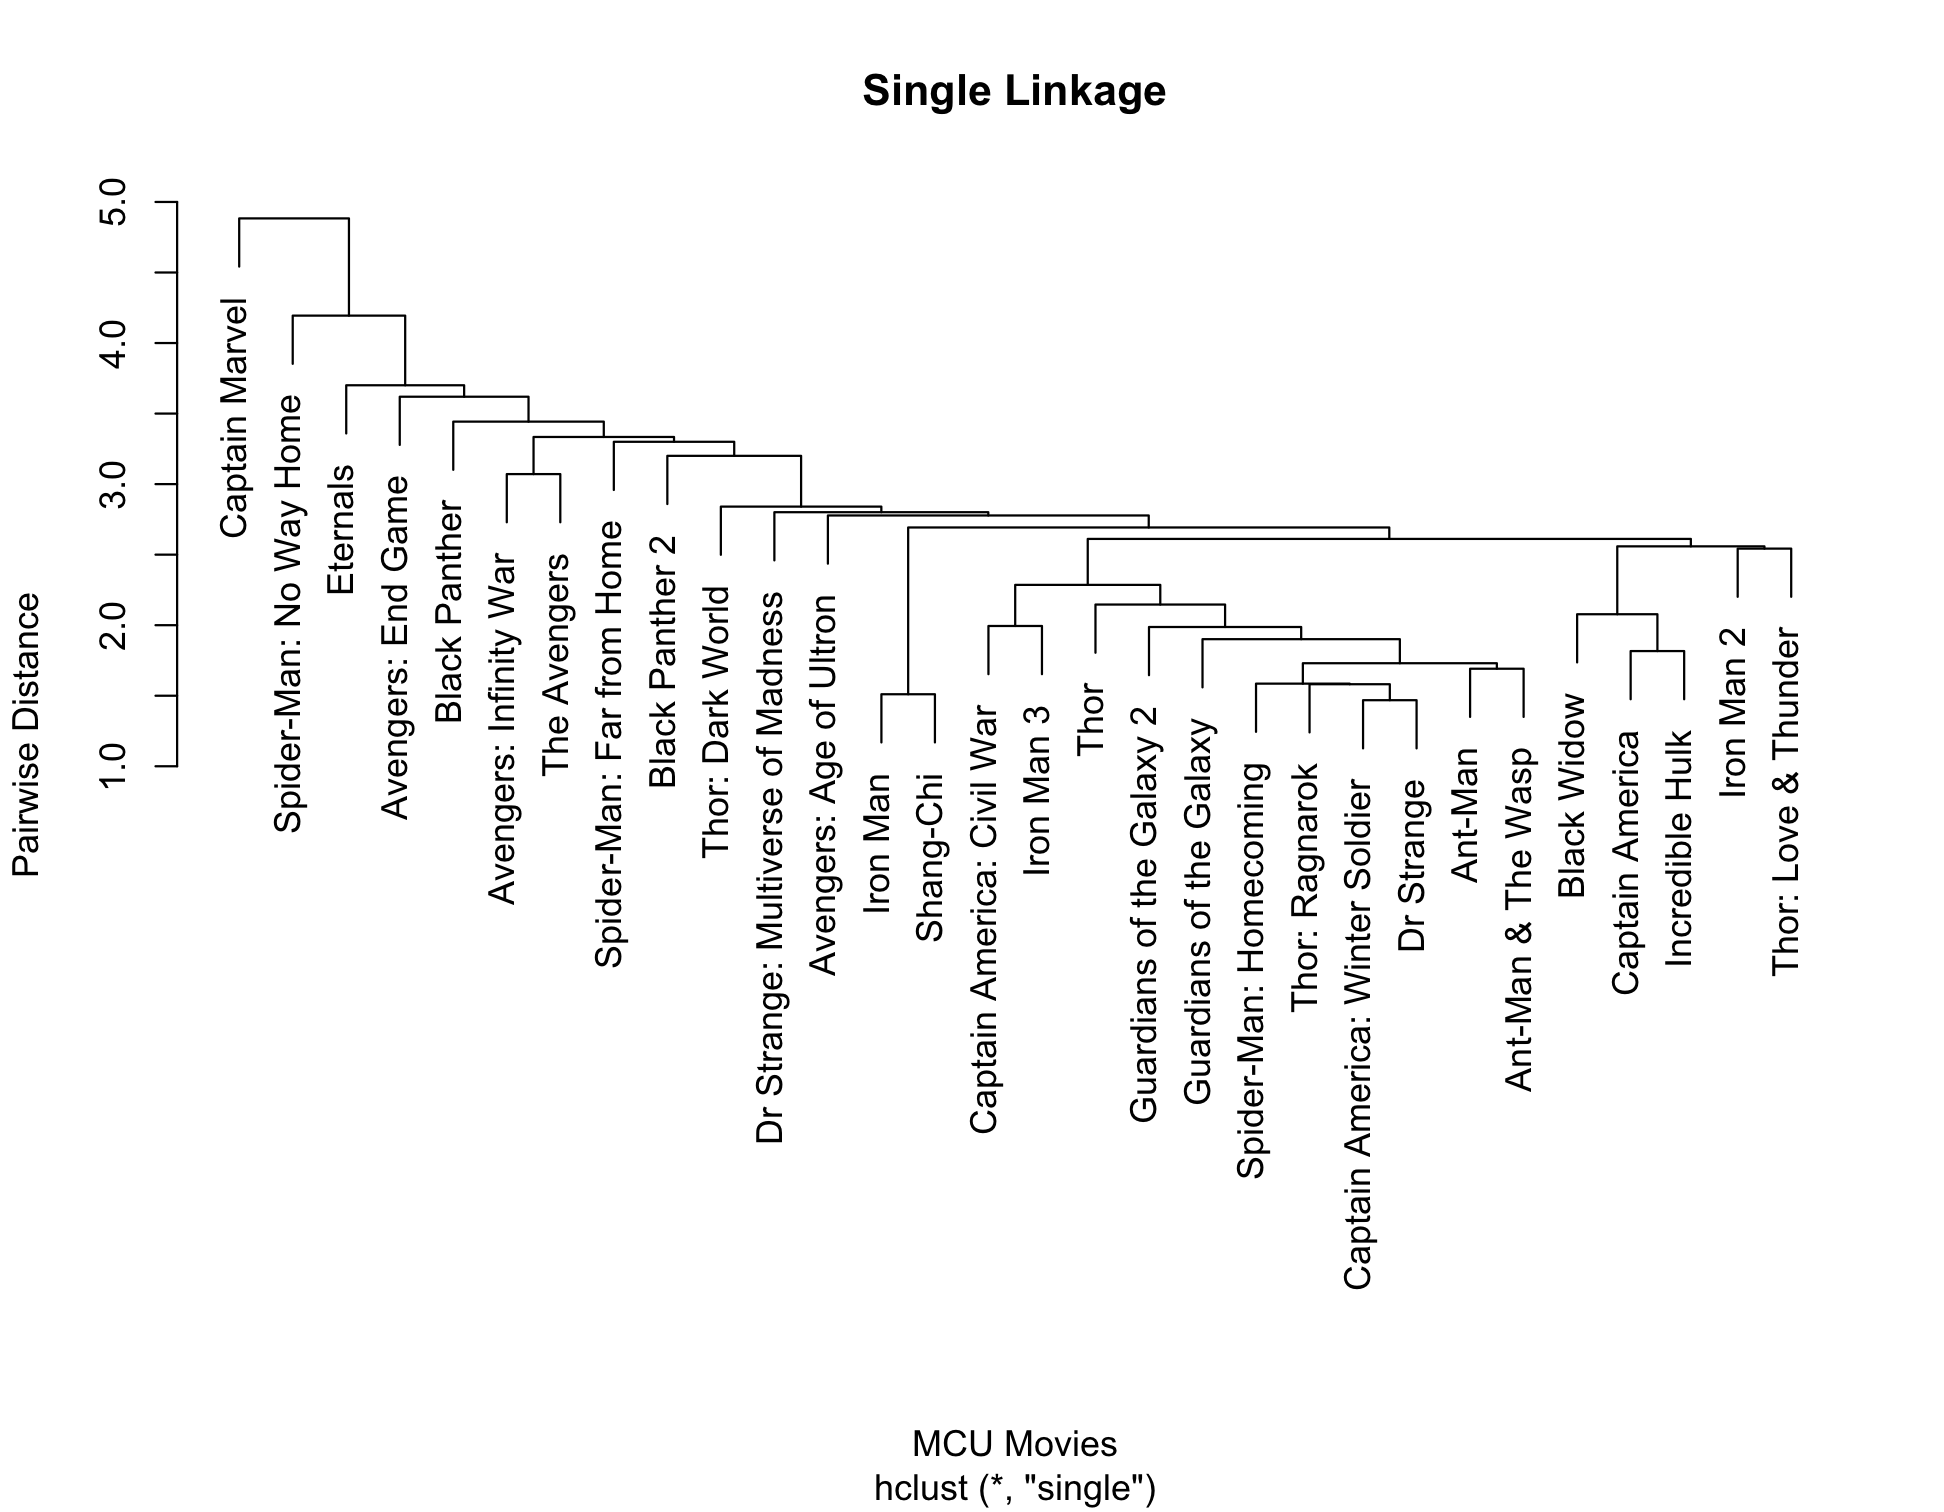 Single Linkage
Pairwise Distance
5.0
4.0
3.0
2.0
1.0
Captain Marvel
Spider-Man: No Way Home
Eternals
Avengers: End Game
Black Panther
Avengers: Infinity War
The Avengers
Spider-Man: Far from Home
Black Panther 2
Thor: Dark World
Dr Strange: Multiverse of Madness
Avengers: Age of Ultron
Iron Man
Shang-Chi
Captain America: Civil War
Iron Man 3
Thor
Guardians of the Galaxy 2
Guardians of the Galaxy
Spider-Man: Homecoming
Thor: Ragnarok
Captain America: Winter Soldier
Dr Strange
Ant-Man
Ant-Man & The Wasp
Black Widow
Captain America
Incredible Hulk
Iron Man 2
Thor: Love & Thunder
MCU Movies
hclust (*, "single")